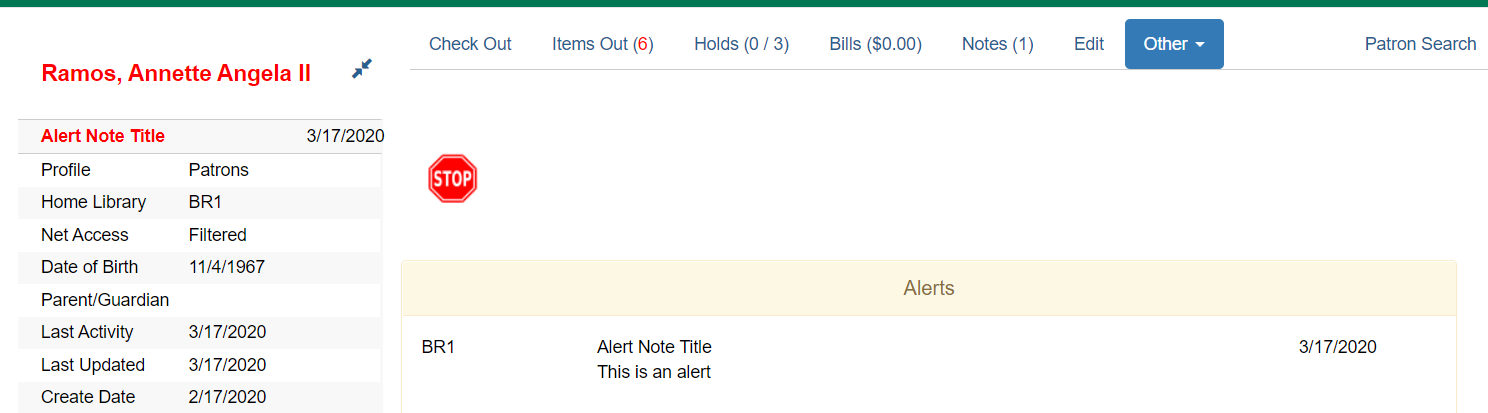 Check Out Items Out (6) Holds (0 / 3) Bills ($0.00) Notes (1) Edit Other Patron Search
Ramos, Annette Angela II
Alert Note Title 3/17/2020
Profile Patrons
Home Library BR1
Net Access Filtered
Date of Birth 11/4/1967
Parent/Guardian
Last Activity 3/17/2020
Last Updated 3/17/2020
Create Date 2/17/2020
STOP
Alerts
BR1 Alert Note Title 3/17/2020
This is an alert